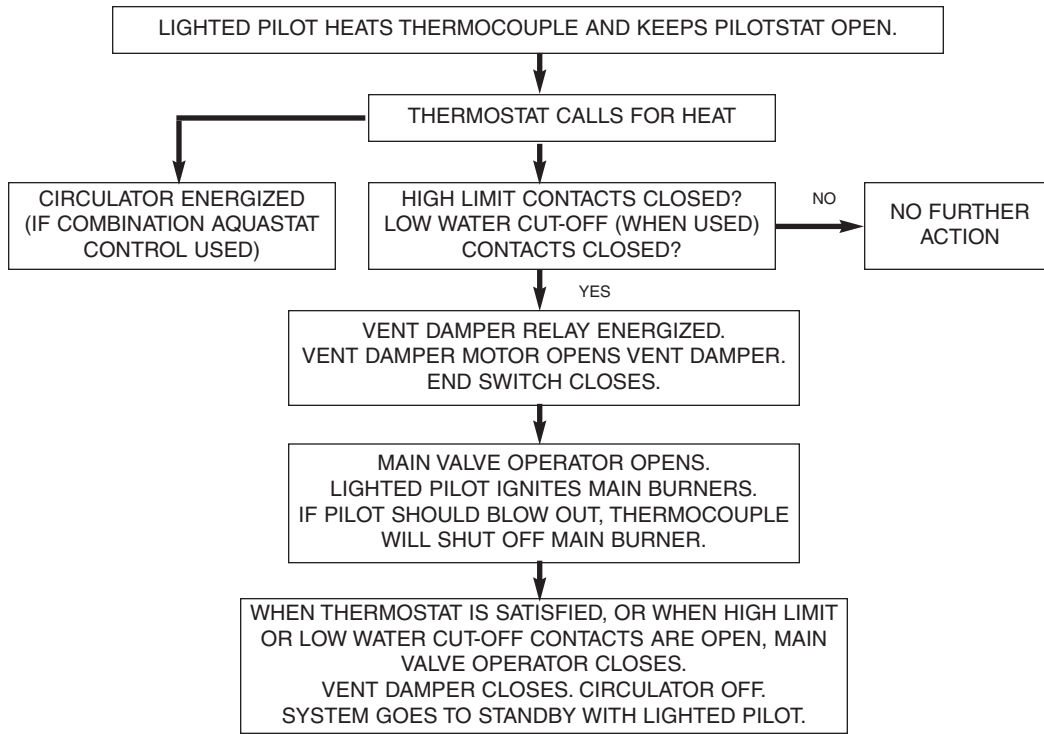 LIGHTED PILOT HEATS THERMOCOUPLE AND KEEPS PILOTSTAT OPEN.
THERMOSTAT CALLS FOR HEAT
CIRCULATOR ENERGIZED
(IF COMBINATION AQUASTAT
CONTROL USED)
HIGH LIMIT CONTACTS CLOSED?
LOW WATER CUT-OFF (WHEN USED)
CONTACTS CLOSED?
NO
NO FURTHER
ACTION
YES
VENT DAMPER RELAY ENERGIZED.
VENT DAMPER MOTOR OPENS VENT DAMPER.
END SWITCH CLOSES.
MAIN VALVE OPERATOR OPENS.
LIGHTED PILOT IGNITES MAIN BURNERS.
IF PILOT SHOULD BLOW OUT, THERMOCOUPLE
WILL SHUT OFF MAIN BURNER.
WHEN THERMOSTAT IS SATISFIED, OR WHEN HIGH LIMIT
OR LOW WATER CUT-OFF CONTACTS ARE OPEN, MAIN
VALVE OPERATOR CLOSES.
VENT DAMPER CLOSES. CIRCULATOR OFF.
SYSTEM GOES TO STANDBY WITH LIGHTED PILOT.